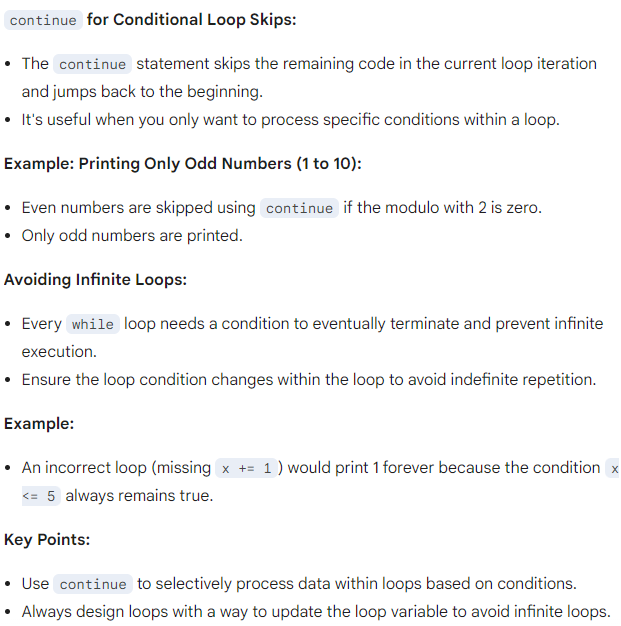 continue for Conditional Loop Skips:
• The continue statement skips the remaining code in the current loop iteration
and jumps back to the beginning.
• It's useful when you only want to process specific conditions within a loop.
Example: Printing Only Odd Numbers (1 to 10):
• Even numbers are skipped using continue if the modulo with 2 is zero.
• Only odd numbers are printed.
Avoiding Infinite Loops:
• Every while loop needs a condition to eventually terminate and prevent infinite
execution.
• Ensure the loop condition changes within the loop to avoid indefinite repetition.
Example:
• An incorrect loop (missing x += 1) would print 1 forever because the condition x
<= 5 always remains true.
Key Points:
• Use continue to selectively process data within loops based on conditions.
• Always design loops with a way to update the loop variable to avoid infinite loops.